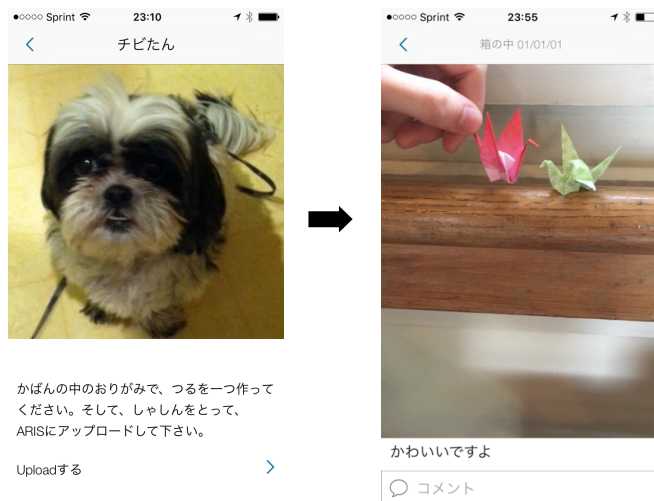 Sprint 23:10
チビたん
かばんの中のおりがみで、つるを一つ作って
ください。そして、しゃしんをとって、
ARISにアップロードして下さい。
Uploadする
Sprint 23:55
箱の中 01/01/01
かわいいですよ
コメント